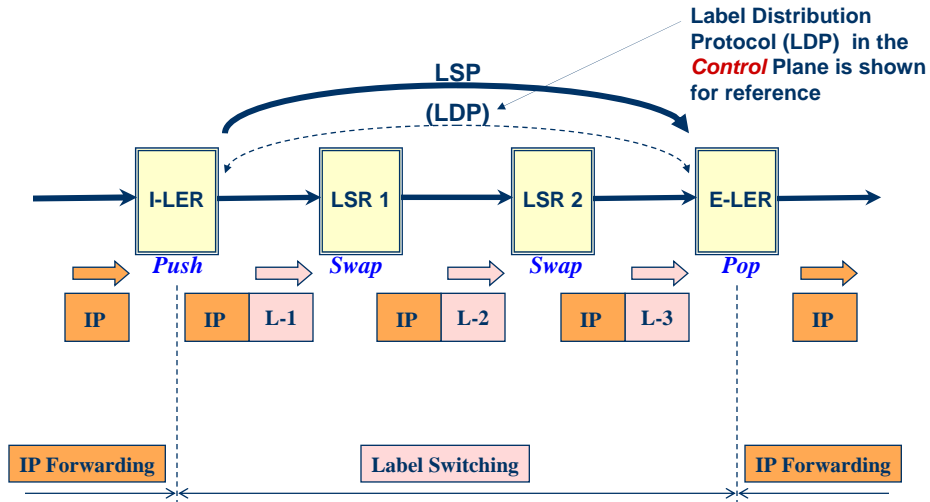 Label Distribution
Protocol (LDP) in the
Control Plane is shown
for reference
LSP
(LDP)
I-LER
LSR 1
LSR 2
E-LER
Push
Swap
Swap
Pop
IP
IP L-1
IP L-2
IP L-3
IP
IP Forwarding
Label Switching
IP Forwarding